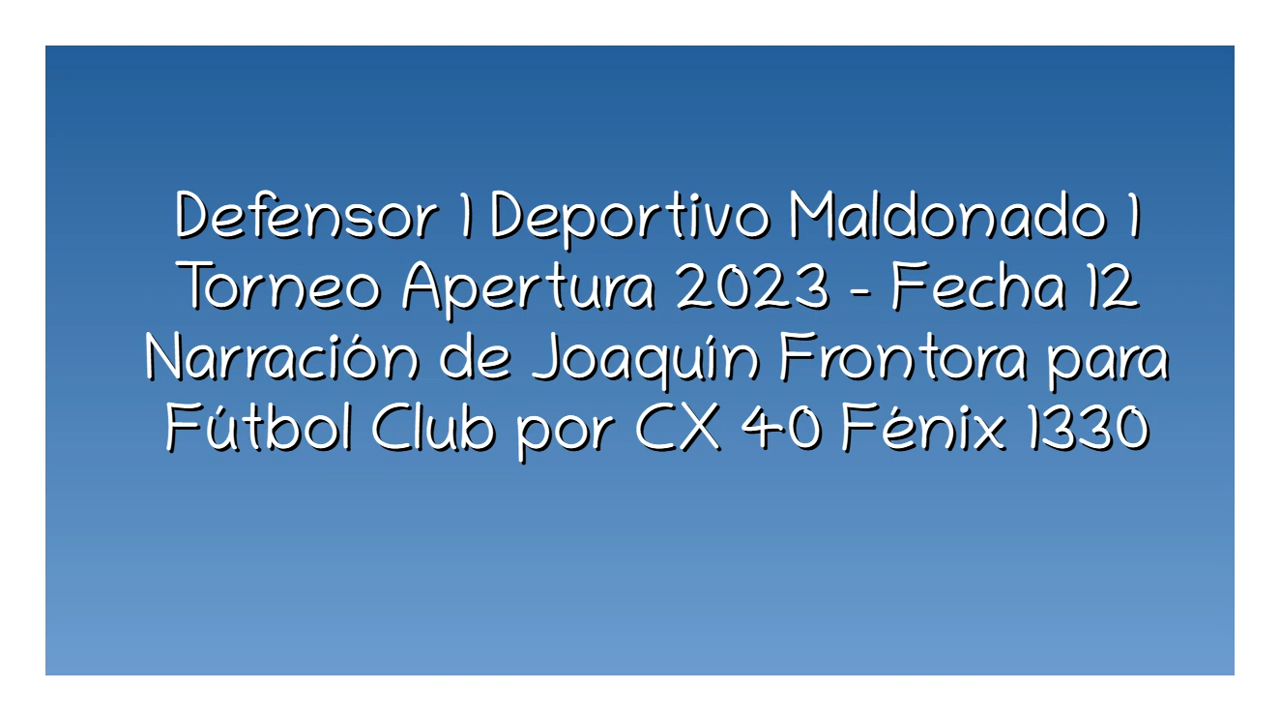 Defensor 1 Deportivo Maldonado 1
Torneo Apertura 2023 - Fecha 12
Narración de Joaquín Frontora para
Fútbol Club por CX 40 Fénix 1330